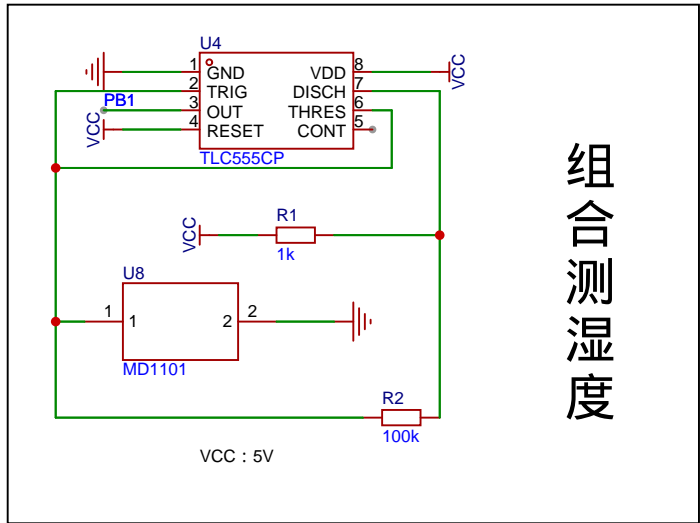 U4
1 GND VDD 8
2 TRIG DISCH 7
PB1 3 OUT THRES 6
4 RESET CONT 5
VCC
VCC
TLC555CP
R1
VCC
1k
U8
1 1 2 2
MD1101
R2
100k
VCC：5V
组
合
测
湿
度